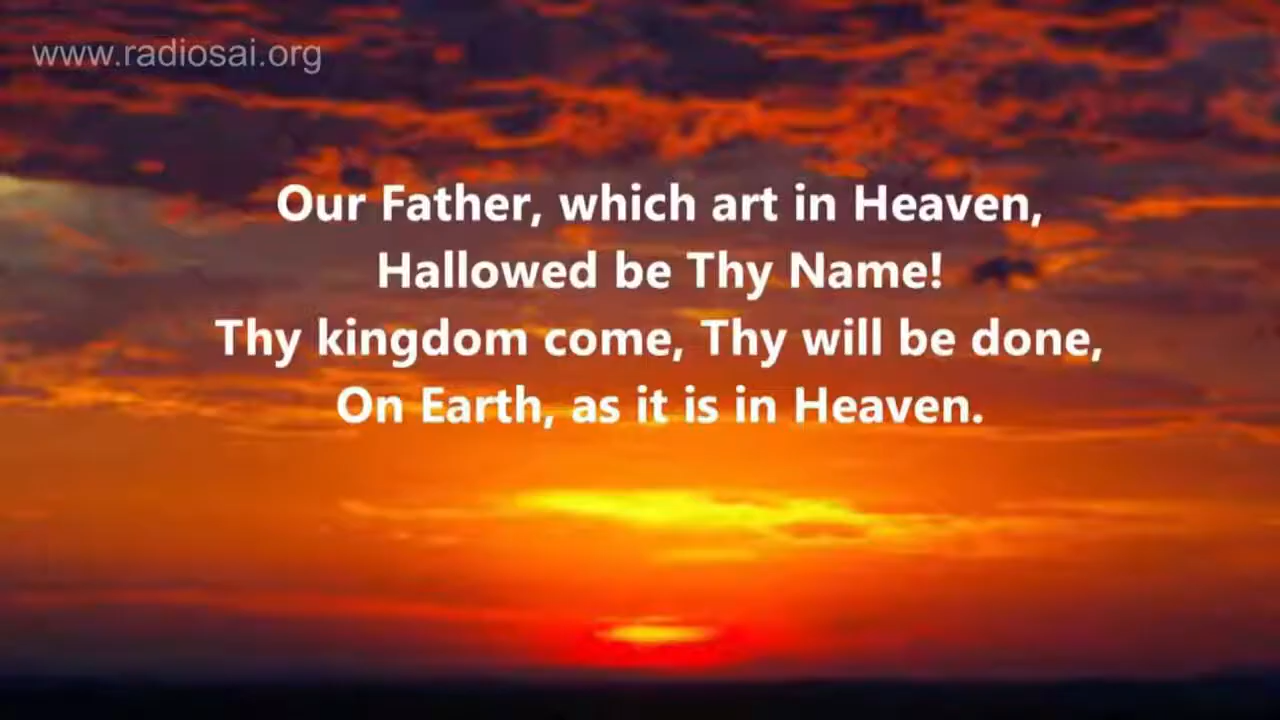 www.radiosai.org
Our Father, which art in Heaven,
Hallowed be Thy Name!
Thy kingdom come, Thy will be done,
On Earth, as it is in Heaven.